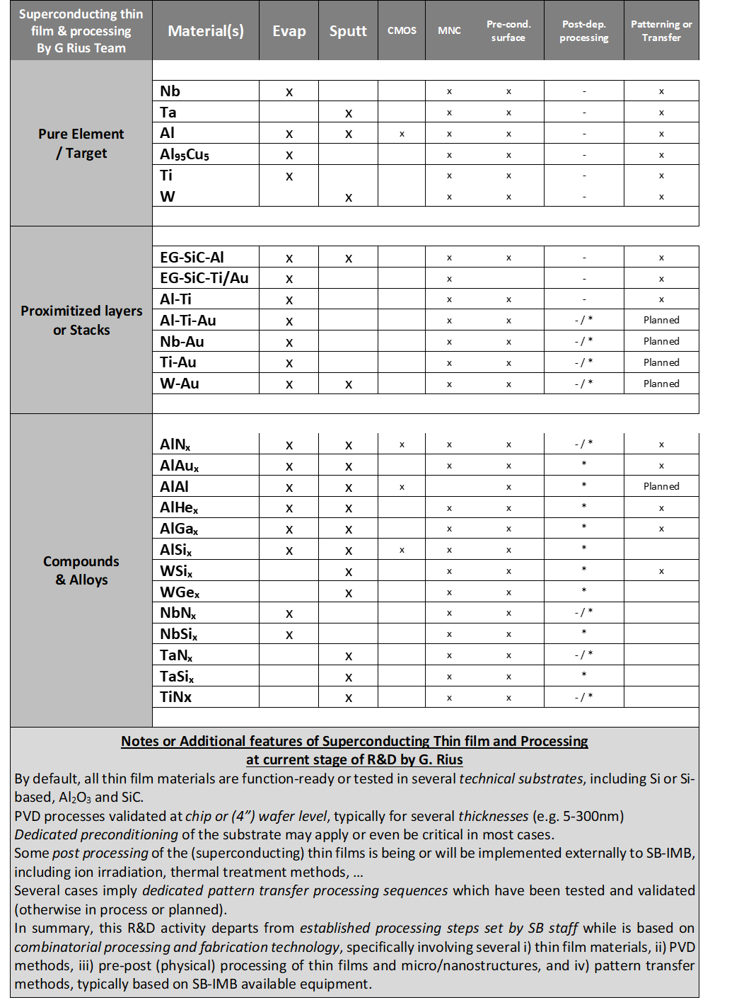 Superconducting thin film & processing By G Rius Team | Material(s) | Evap | Sputt | CMOS | MNC | Pre-cond. surface | Post-dep. processing | Patterning or Transfer
Pure Element / Target
Nb | x | | | x | x | - | x
Ta | | x | | x | x | - | x
Al | x | x | x | x | x | - | x
Al₉₅Cu₅ | x | | | x | x | - | x
Ti | x | | | x | x | - | x
W | | x | | x | x | - | x
Proximitized layers or Stacks
EG-SiC-Al | x | x | | x | x | - | x
EG-SiC-Ti/Au | x | | | x | | - | x
Al-Ti | x | | | x | x | - | x
Al-Ti-Au | x | | | x | x | - / * | Planned
Nb-Au | x | | | x | x | - / * | Planned
Ti-Au | x | | | x | x | - / * | Planned
W-Au | x | x | | x | x | - / * | Planned
Compounds & Alloys
AlNₓ | x | x | x | x | x | - / * | x
AlAuₓ | x | x | | x | x | * | x
AlAl | x | x | x | | x | * | Planned
AlHeₓ | x | x | | x | x | * | x
AlGaₓ | x | x | | x | x | * | x
AlSiₓ | x | x | x | x | x | * |
WSiₓ | | x | | x | x | * | x
WGeₓ | | x | | x | x | * |
NbNₓ | x | | | x | x | - / * |
NbSiₓ | x | | | x | x | * |
TaNₓ | | x | | x | x | - / * |
TaSiₓ | | x | | x | x | * |
TiNx | | x | | x | x | - / * |
Notes or Additional features of Superconducting Thin film and Processing
at current stage of R&D by G. Rius
By default, all thin film materials are function-ready or tested in several technical substrates, including Si or Si-
based, Al₂O₃ and SiC.
PVD processes validated at chip or (4”) wafer level, typically for several thicknesses (e.g. 5-300nm)
Dedicated preconditioning of the substrate may apply or even be critical in most cases.
Some post processing of the (superconducting) thin films is being or will be implemented externally to SB-IMB,
including ion irradiation, thermal treatment methods, …
Several cases imply dedicated pattern transfer processing sequences which have been tested and validated
(otherwise in process or planned).
In summary, this R&D activity departs from established processing steps set by SB staff while is based on
combinatorial processing and fabrication technology, specifically involving several i) thin film materials, ii) PVD
methods, iii) pre-post (physical) processing of thin films and micro/nanostructures, and iv) pattern transfer
methods, typically based on SB-IMB available equipment.